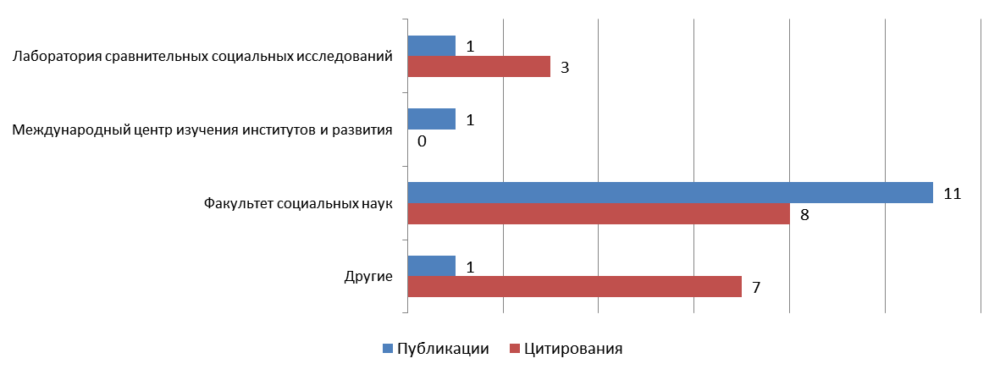 Лаборатория сравнительных социальных исследований
1
3
Международный центр изучения институтов и развития
1
0
Факультет социальных наук
11
8
Другие
1
7
Публикации
Цитирования